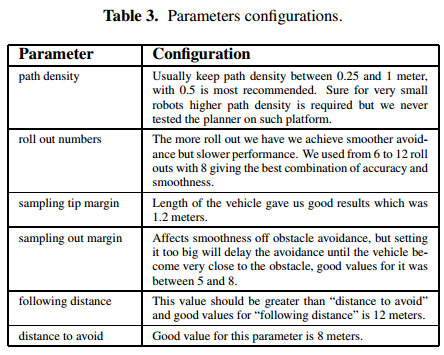 Table 3. Parameters configurations.
Parameter Configuration
path density Usually keep path density between 0.25 and 1 meter,
with 0.5 is most recommended. Sure for very small
robots higher path density is required but we never
tested the planner on such platform.
roll out numbers The more roll out we have we achieve smoother avoid-
ance but slower performance. We used from 6 to 12 roll
outs with 8 giving the best combination of accuracy and
smoothness.
sampling tip margin Length of the vehicle gave us good results which was
1.2 meters.
sampling out margin Affects smoothness off obstacle avoidance, but setting
it too big will delay the avoidance until the vehicle be-
come very close to the obstacle, good values for it was
between 5 and 8.
following distance This value should be greater than “distance to avoid”
and good values for “following distance” is 12 meters.
distance to avoid Good value for this parameter is 8 meters.